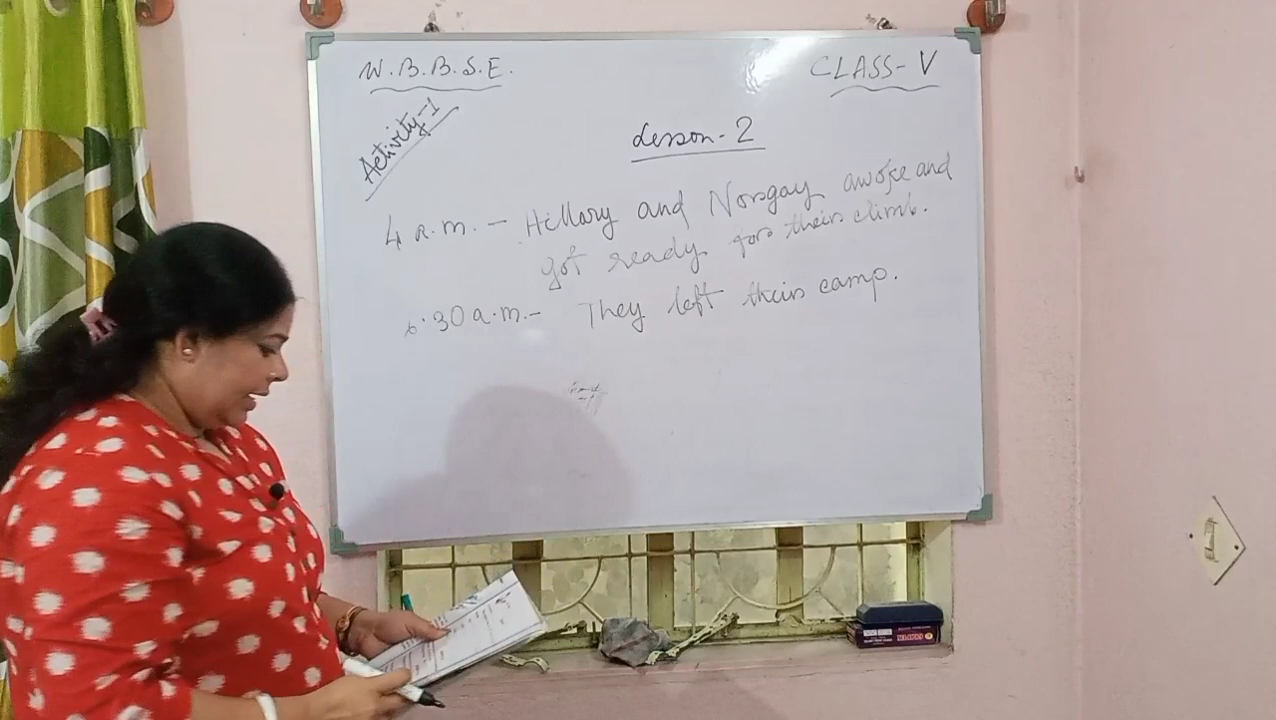 W.B.B.S.E.
CLASS-V
Activity-1
Lesson-2
4 a.m. - Hillary and Norgay awoke and
got ready for their climb.
6.30 a.m. - They left their camp.